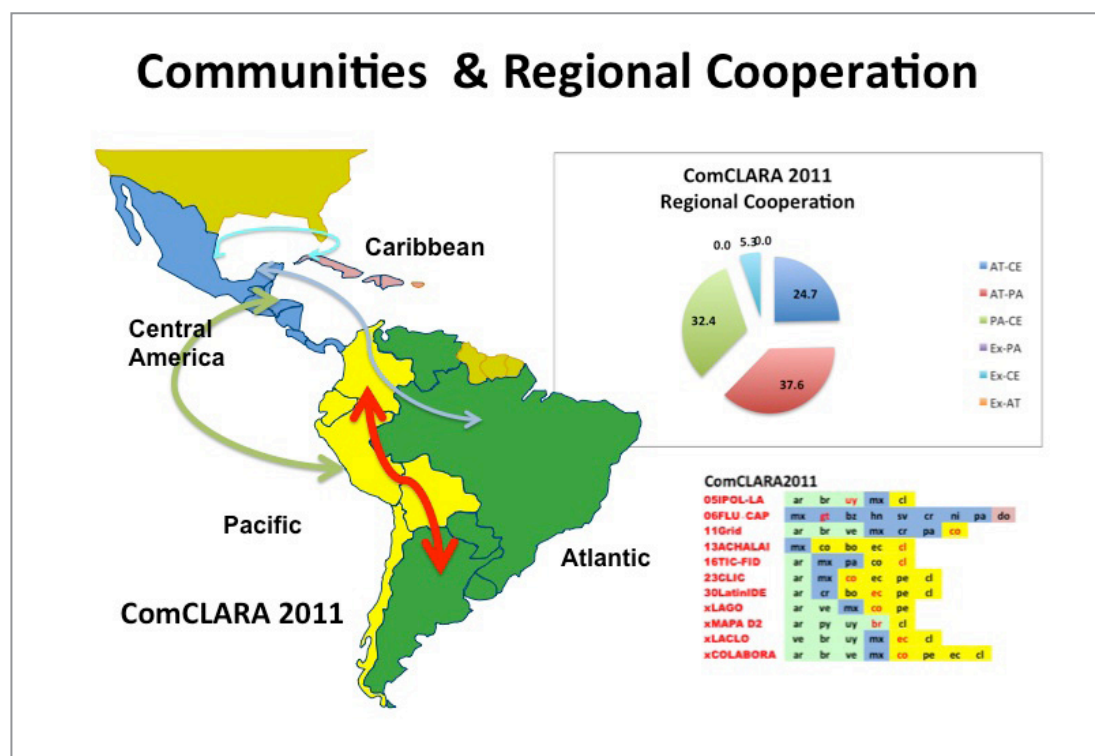 Communities & Regional Cooperation
Caribbean
Central
America
Pacific
Atlantic
ComCLARA 2011
ComCLARA 2011
Regional Cooperation
0.0 5.3 0.0
24.7
32.4
37.6
AT-CE
AT-PA
PA-CE
Ex-PA
Ex-CE
Ex-AT
ComCLARA2011
05IPOL-LA ar br uy mx cl
06FLU-CAP mx gt bz hn sv cr ni pa do
11Grid ar br ve mx cr pa co
13ACHALAI mx co bo ec cl
16TIC-FID ar mx pa co cl
23CLIC ar mx co ec pe cl
30LatinIDE ar cr bo ec pe cl
xLAGO ar ve mx co pe
xMAPA D2 ar py uy br cl
xLACLO ve br uy mx ec cl
xCOLABORA ar br ve mx co pe ec cl